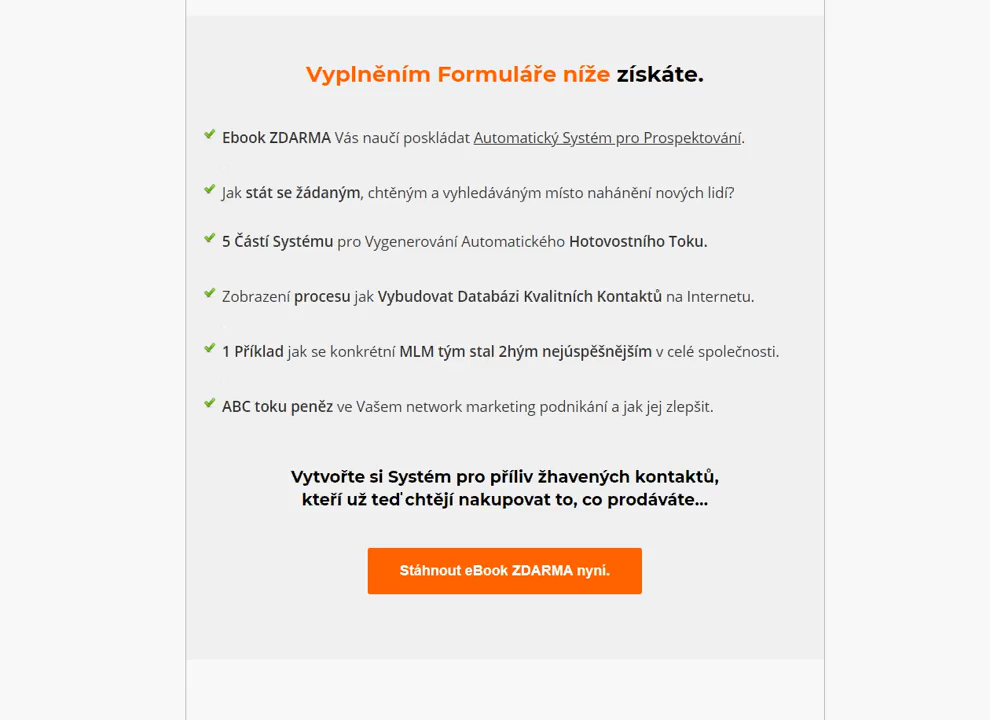 Vyplněním Formuláře níže získáte.
Ebook ZDARMA Vás naučí poskládat Automatický Systém pro Prospektování.
Jak stát se žádaným, chtěným a vyhledáváným místo nahánění nových lidí?
5 Částí Systému pro Vygenerování Automatického Hotovostního Toku.
Zobrazení procesu jak Vybudovat Databázi Kvalitních Kontaktů na Internetu.
1 Příklad jak se konkrétní MLM tým stal 2hým nejúspěšnějším v celé společnosti.
ABC toku peněz ve Vašem network marketing podnikání a jak jej zlepšit.
Vytvořte si Systém pro příliv žhavených kontaktů,
kteří už teď chtějí nakupovat to, co prodáváte...
Stáhnout eBook ZDARMA nyní.